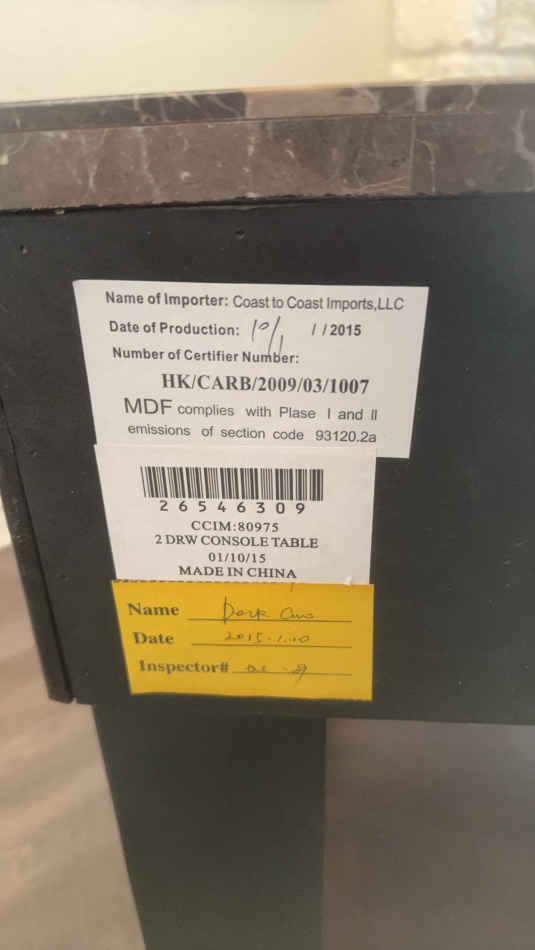 Name of Importer: Coast to Coast Imports,LLC
Date of Production: 10/1 / / 2015
Number of Certifier Number:
HK/CARB/2009/03/1007
MDF complies with Plase I and II
emissions of section code 93120.2a
26546309
CCIM:80975
2 DRW CONSOLE TABLE
01/10/15
MADE IN CHINA
Name
Date 2015.1.10
Inspector#